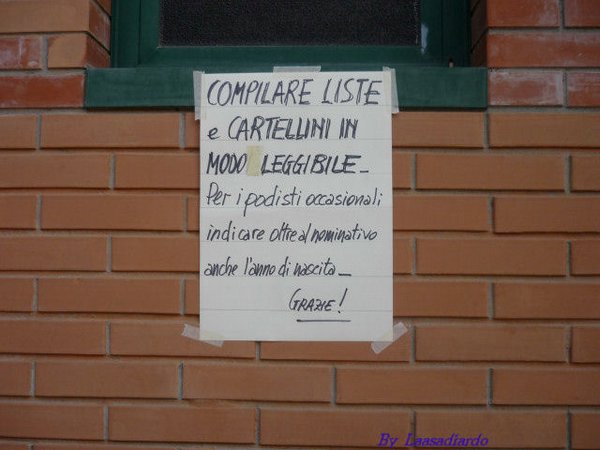 COMPILARE LISTE
e CARTELLINI IN
MODO LEGGIBILE_
Per i podisti occasionali
indicare oltre al nominativo
anche l'anno di nascita_
GRAZIE!
By Laasadiardo